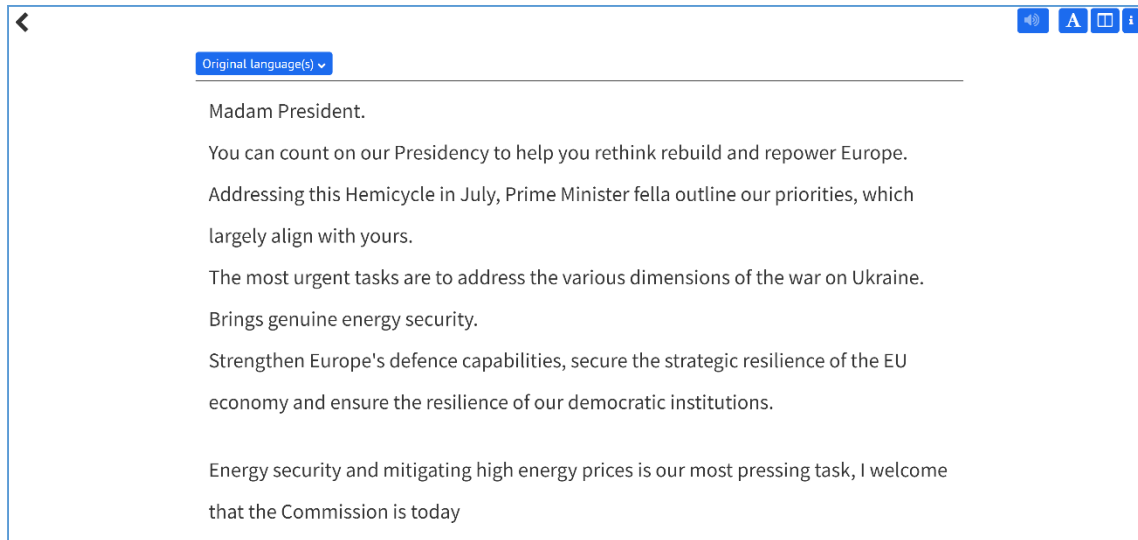 A
i
Original language(s)
Madam President.
You can count on our Presidency to help you rethink rebuild and repower Europe.
Addressing this Hemicycle in July, Prime Minister fella outline our priorities, which
largely align with yours.
The most urgent tasks are to address the various dimensions of the war on Ukraine.
Brings genuine energy security.
Strengthen Europe's defence capabilities, secure the strategic resilience of the EU
economy and ensure the resilience of our democratic institutions.
Energy security and mitigating high energy prices is our most pressing task, I welcome
that the Commission is today